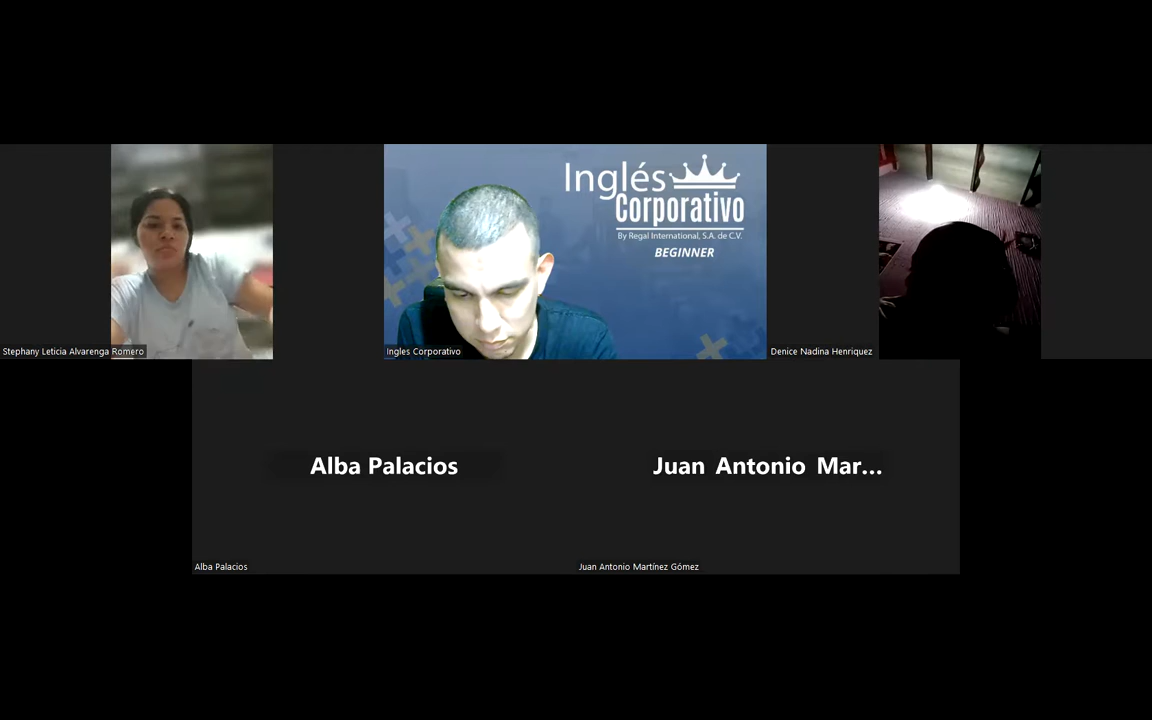 Inglés
Corporativo
By Regal International, S.A. de C.V.
BEGINNER
Stephany Leticia Alvarenga Romero
Ingles Corporativo
Denice Nadina Henriquez
Alba Palacios
Juan Antonio Mar...
Alba Palacios
Juan Antonio Martínez Gómez